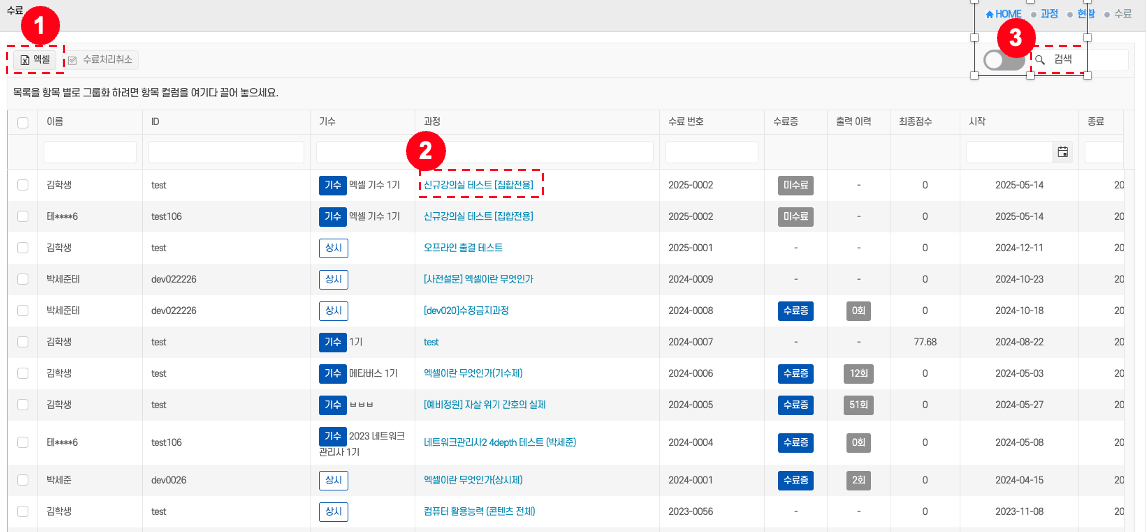 수료
HOME 과정 현황 수료
1
3
엑셀 수료처리취소 검색
목록을 항목 별로 그룹화 하려면 항목 컬럼을 여기다 끌어 놓으세요.
이름 ID 기수 과정 수료 번호 수료증 출력 이력 최종점수 시작 종료
2
김학생 test 기수 엑셀 기수 1기 신규강의실 테스트 [집합전용] 2025-0002 미수료 - 0 2025-05-14 20
테****6 test106 기수 엑셀 기수 1기 신규강의실 테스트 [집합전용] 2025-0002 미수료 - 0 2025-05-14 20
김학생 test 상시 오프라인 출결 테스트 2025-0001 - - 0 2024-12-11 20
박세준테 dev022226 상시 [사전설문] 엑셀이란 무엇인가 2024-0009 - - 0 2024-10-23 20
박세준테 dev022226 상시 [dev020]수정금지과정 2024-0008 수료증 0회 0 2024-10-18 20
김학생 test 기수 1기 test 2024-0007 - - 77.68 2024-08-22 20
김학생 test 기수 메타버스 1기 엑셀이란 무엇인가(기수제) 2024-0006 수료증 12회 0 2024-05-03 20
김학생 test 기수 ㅂㅂㅂ [예비정원] 자살 위기 간호의 실제 2024-0005 수료증 51회 0 2024-05-27 20
테****6 test106 기수 2023 네트워크 관리사 1기 네트워크관리사2 4depth 테스트 (박세준) 2024-0004 수료증 0회 0 2024-05-08 20
박세준 dev0026 상시 엑셀이란 무엇인가(상시제) 2024-0001 수료증 2회 0 2024-04-15 20
김학생 test 상시 컴퓨터 활용능력 (콘텐츠 전체) 2023-0056 - - 0 2023-11-08 20